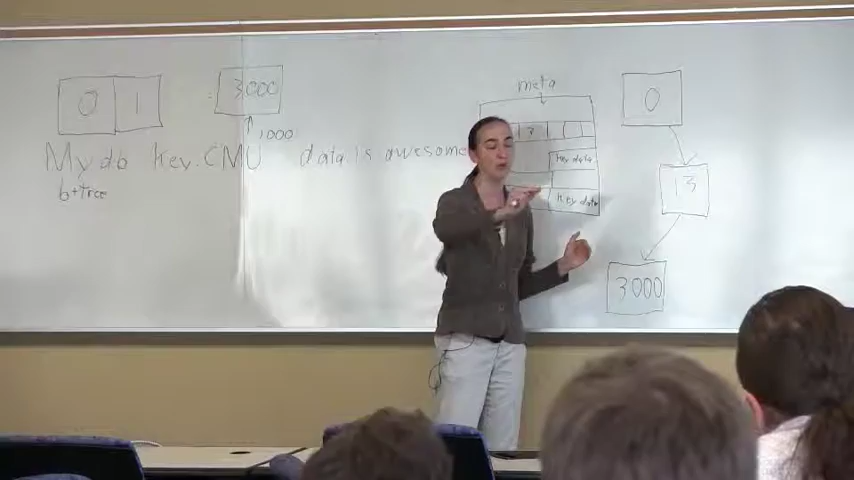 0 1
3000
1000
My do key.CMU data is awesome
b+tree
meta
key data
key data
0
13
3000